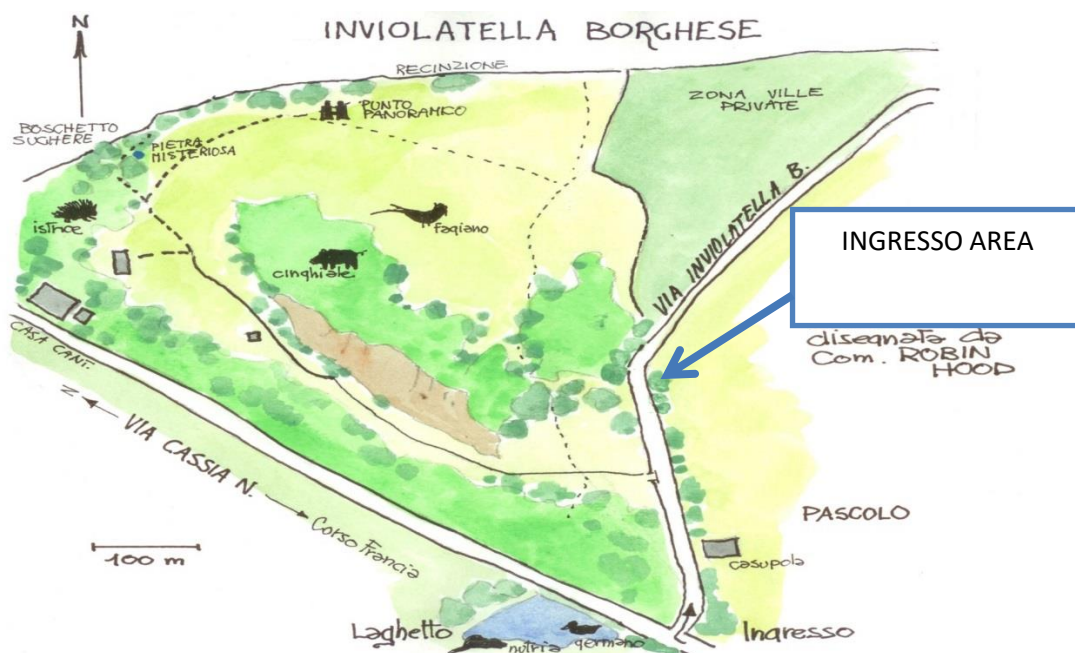 N
INVIOLATELLA BORGHESE
RECINZIONE
ZONA VILLE
PRIVATE
PUNTO
PANORAMICO
BOSCHETTO
SUGHERE
PIETRA
MISTERIOSA
istrice
fagiano
cinghiale
VIA INVIOLATELLA B.
INGRESSO AREA
disegnata da
Com. ROBIN
HOOD
CASA CANT.
N
VIA CASSIA N.
Corso Francia
100 m
PASCOLO
casupola
Laghetto
nutria
germano
Ingresso